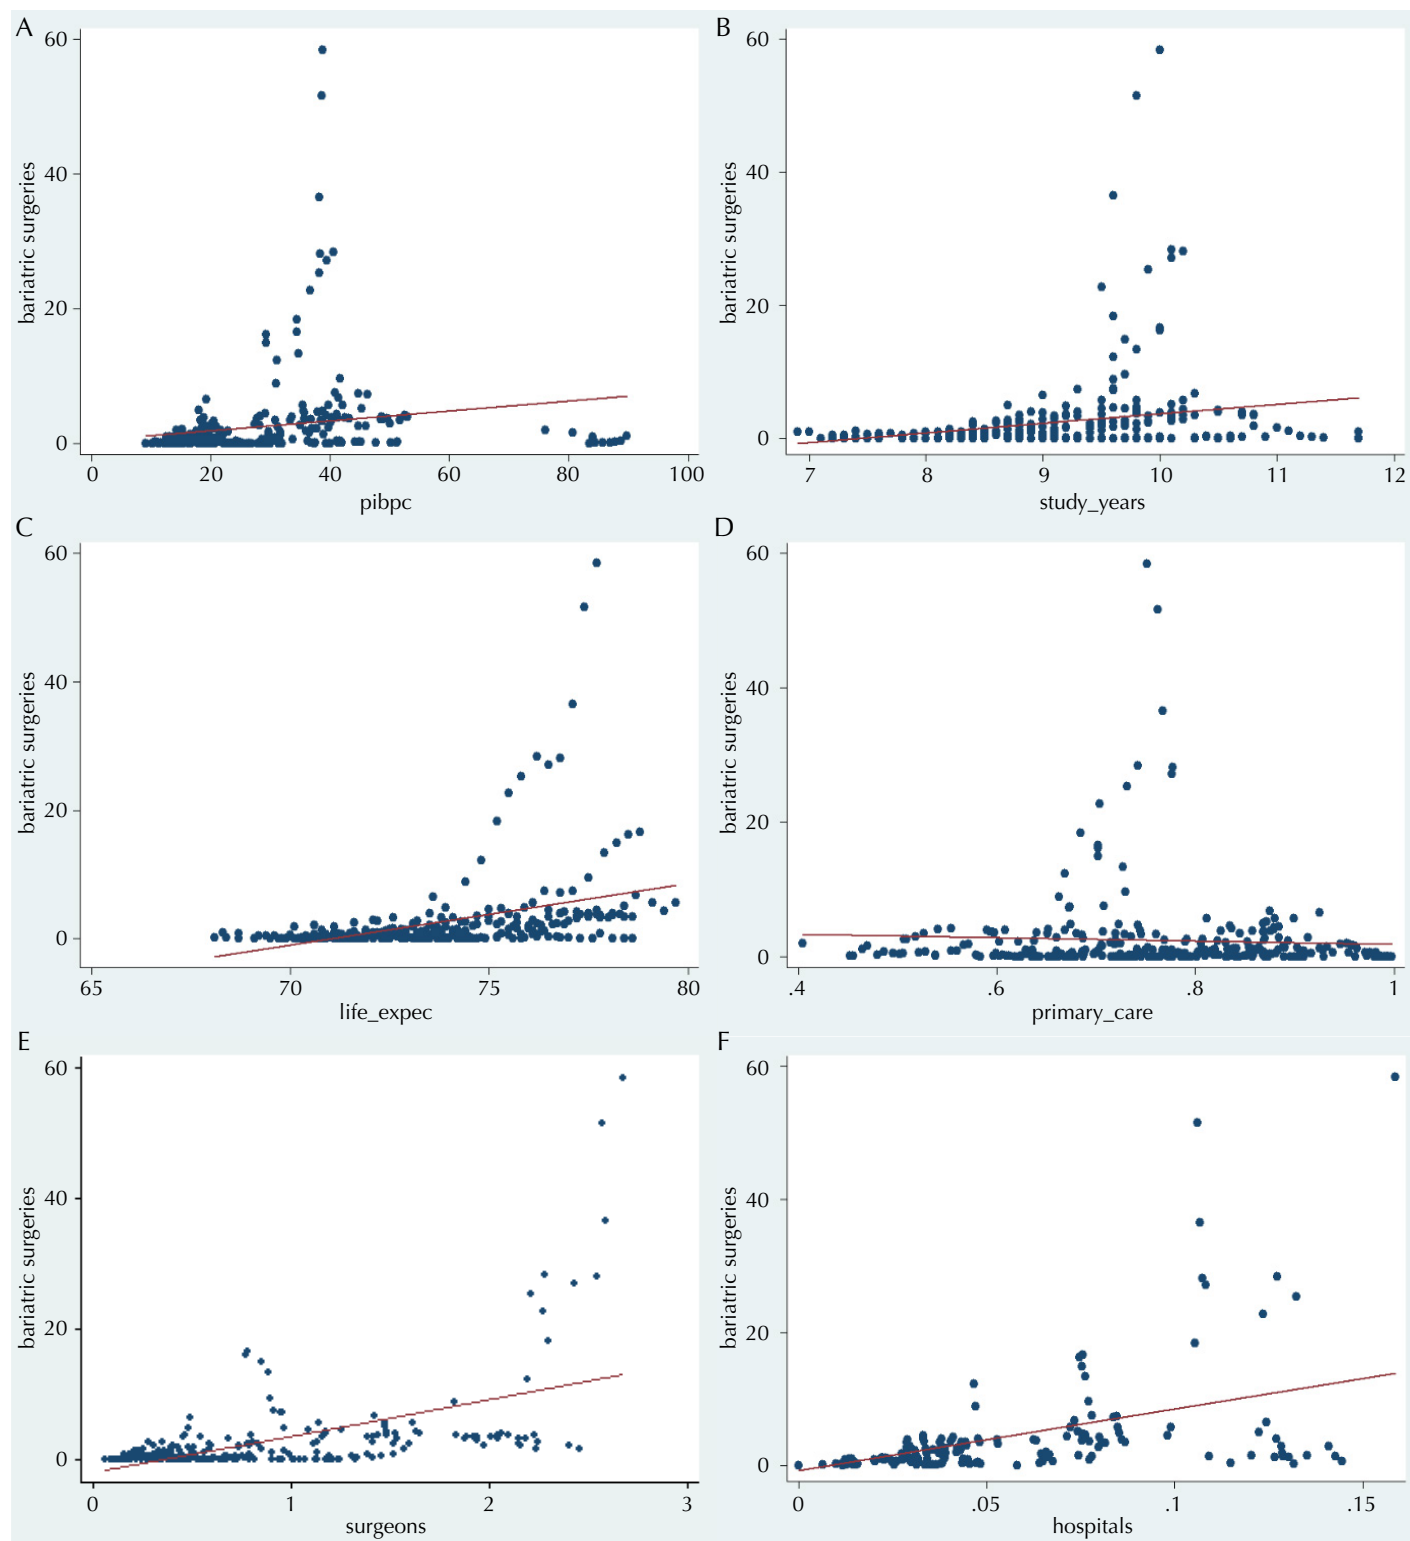 A
bariatric surgeries
60
40
20
0
0 20 40 60 80 100
pibpc
B
bariatric surgeries
60
40
20
0
7 8 9 10 11 12
study_years
C
bariatric surgeries
60
40
20
0
65 70 75 80
life_expec
D
bariatric surgeries
60
40
20
0
.4 .6 .8 1
primary_care
E
bariatric surgeries
60
40
20
0
0 1 2 3
surgeons
F
bariatric surgeries
60
40
20
0
0 .05 .1 .15
hospitals